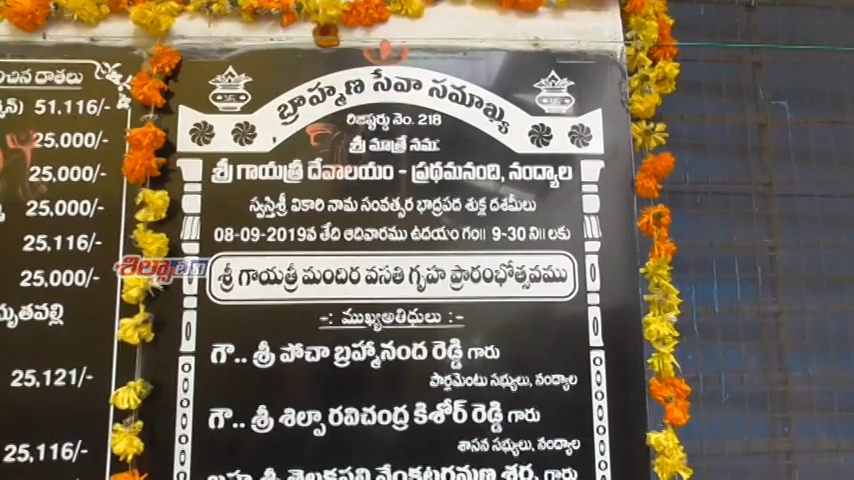 ించిన దాతలు
51.116/-
25.000/-
25.000/-
25.000/-
25.116/-
25.000/-
25.121/-
25.116/-
శిల్పాATM
బ్రాహ్మణ సేవా సమాఖ్య
రిజిష్టర్డు నెం. 218
శ్రీ మాత్రే నమః
శ్రీ గాయత్రీ దేవాలయం - ప్రథమనంది, నంద్యాల
స్వస్తిశ్రీ వికారి నామ సంవత్సర భాద్రపద శుక్ల దశమీలు
08-09-2019వ తేదీ ఆదివారము ఉదయం గం॥ 9-30 ని॥లకు
శ్రీ గాయత్రీ మందిర వసతి గృహ ప్రారంభోత్సవము
-: ముఖ్యఅతిధులు :-
గౌ.. శ్రీ పోచా బ్రహ్మానంద రెడ్డి గారు
పార్లమెంటు సభ్యులు, నంద్యాల
గౌ.. శ్రీ శిల్పా రవిచంద్ర కిశోర్ రెడ్డి గారు
శాసన సభ్యులు, నంద్యాల